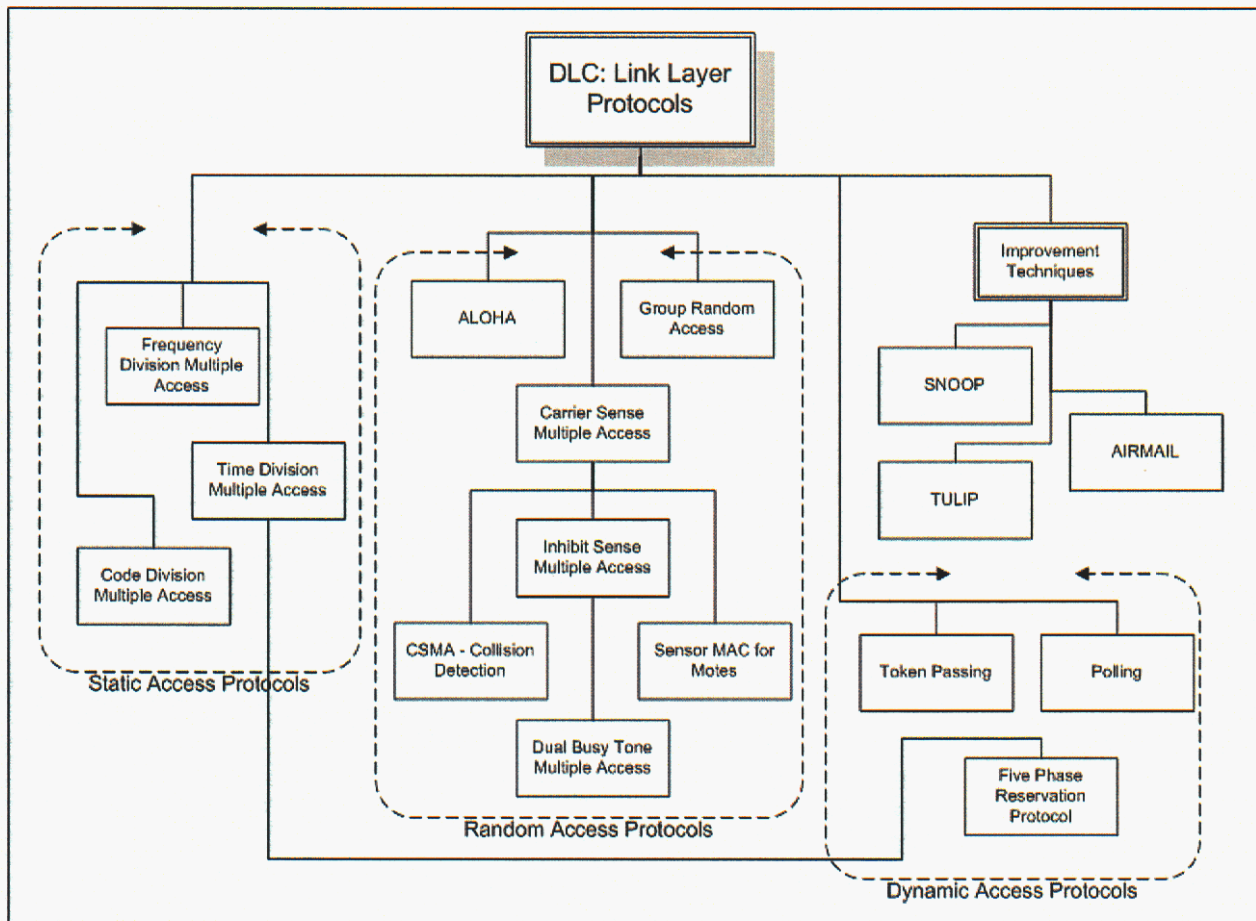 DLC: Link Layer
Protocols
Improvement
Techniques
ALOHA
Group Random
Access
Frequency
Division Multiple
Access
SNOOP
Carrier Sense
Multiple Access
AIRMAIL
Time Division
Multiple Access
TULIP
Inhibit Sense
Multiple Access
Code Division
Multiple Access
CSMA - Collision
Detection
Sensor MAC for
Motes
Token Passing
Polling
Static Access Protocols
Dual Busy Tone
Multiple Access
Five Phase
Reservation
Protocol
Random Access Protocols
Dynamic Access Protocols